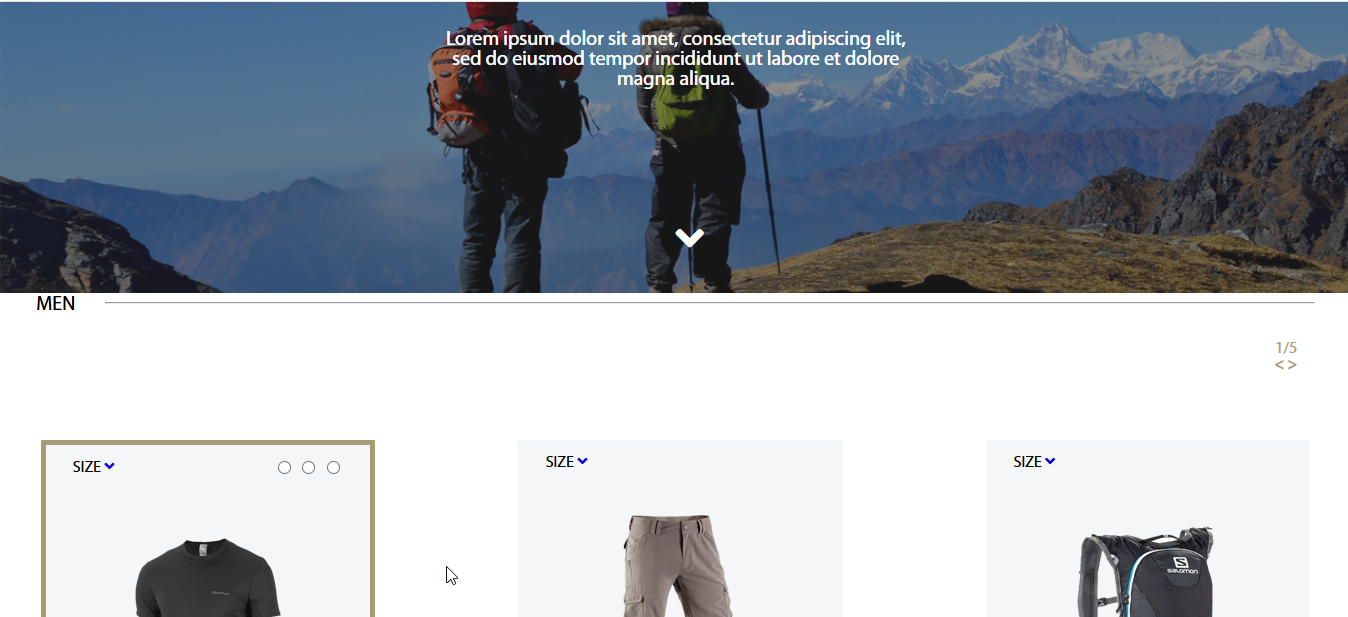 Lorem ipsum dolor sit amet, consectetur adipiscing elit,
sed do eiusmod tempor incididunt ut labore et dolore
magna aliqua.
MEN
1/5
< >
SIZE
SIZE
SIZE
salomon